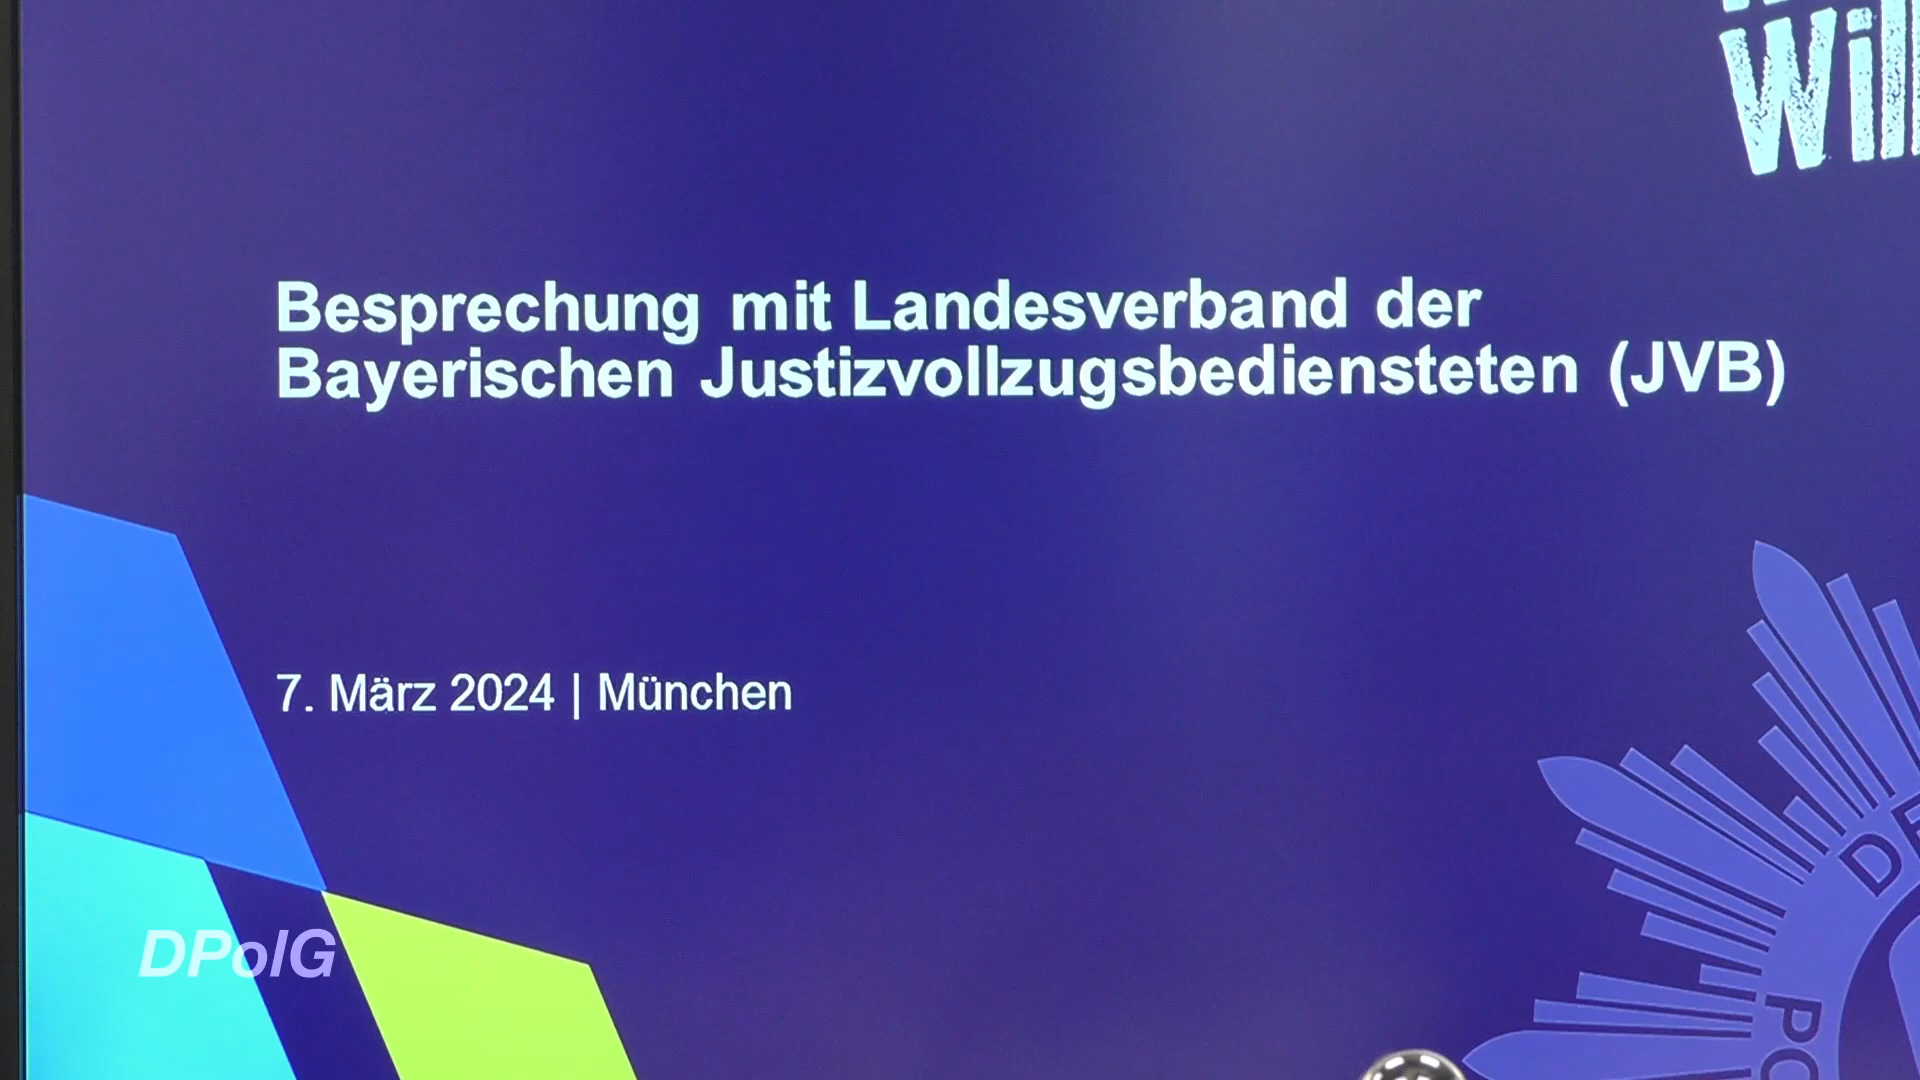 Besprechung mit Landesverband der
Bayerischen Justizvollzugsbediensteten (JVB)
7. März 2024 | München
DPolG